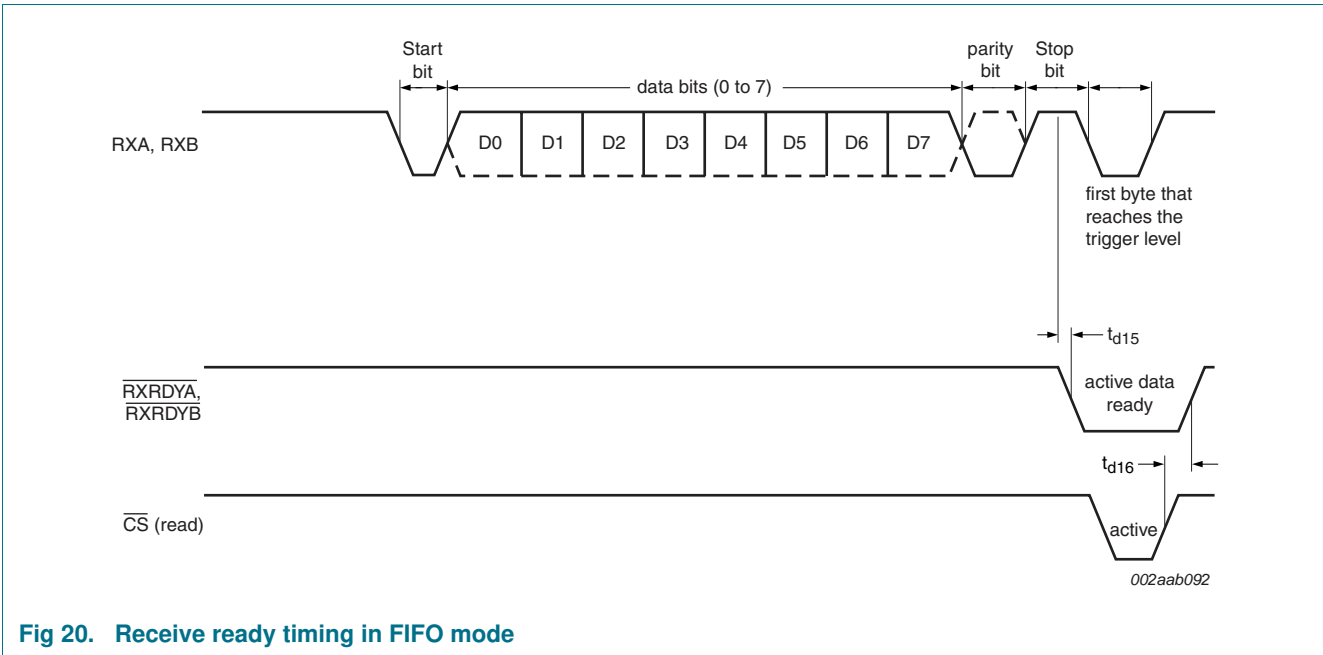 Start
bit
data bits (0 to 7)
parity
bit
Stop
bit
RXA, RXB
D0 D1 D2 D3 D4 D5 D6 D7
first byte that
reaches the
trigger level
td15
RXRDYA,
RXRDYB
active data
ready
td16
CS (read)
active
002aab092
Fig 20. Receive ready timing in FIFO mode